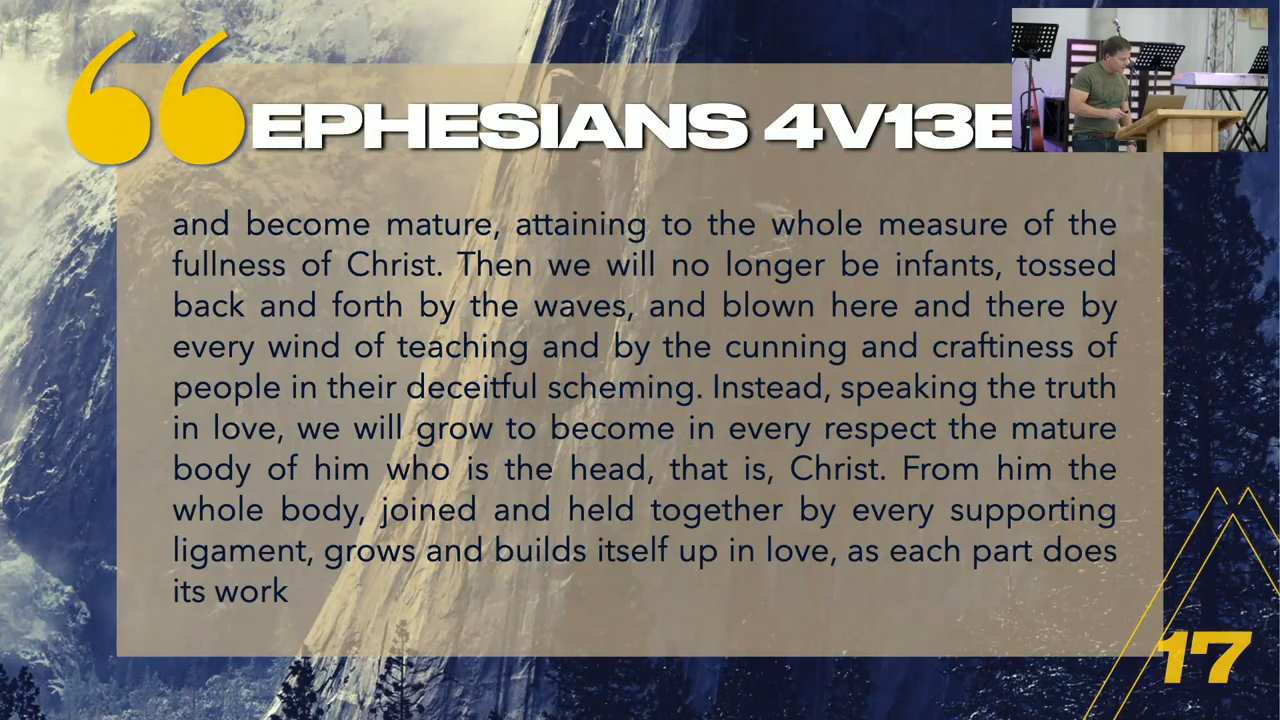 EPHESIANS 4V13B
and become mature, attaining to the whole measure of the
fullness of Christ. Then we will no longer be infants, tossed
back and forth by the waves, and blown here and there by
every wind of teaching and by the cunning and craftiness of
people in their deceitful scheming. Instead, speaking the truth
in love, we will grow to become in every respect the mature
body of him who is the head, that is, Christ. From him the
whole body, joined and held together by every supporting
ligament, grows and builds itself up in love, as each part does
its work
17